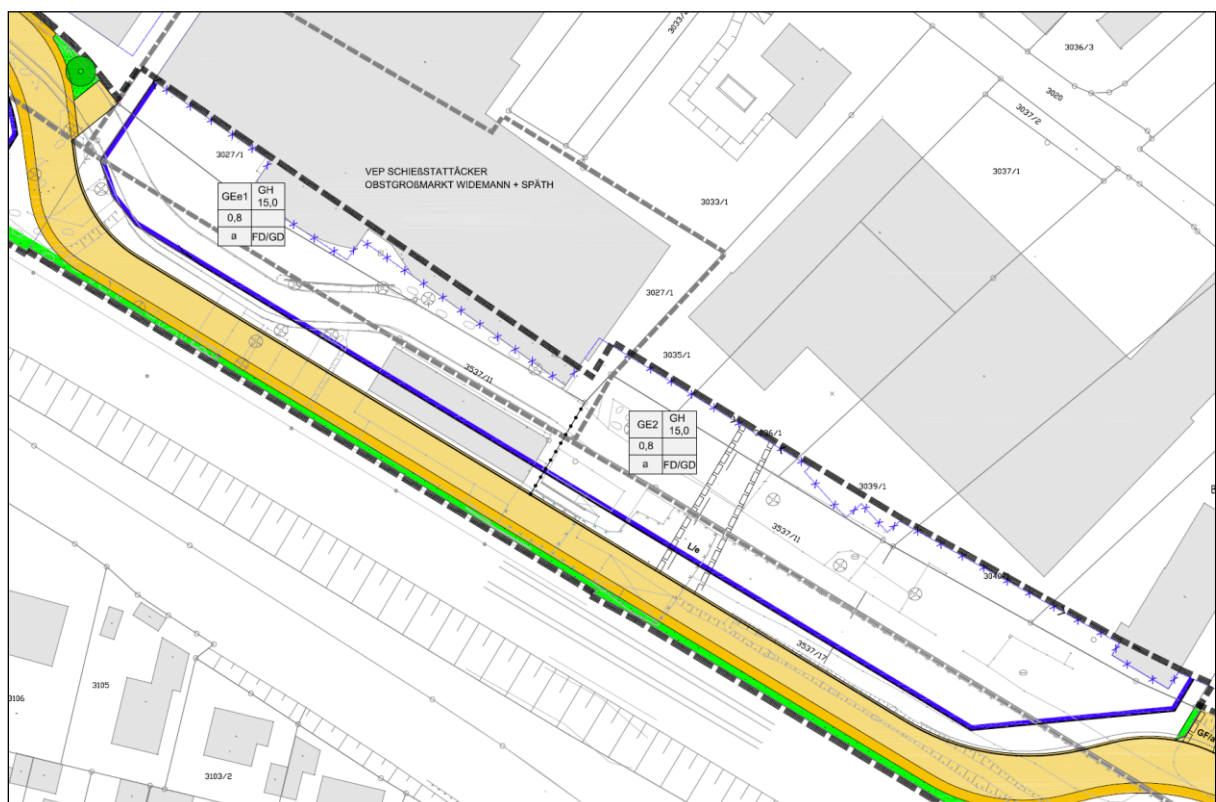 3033/2
3036/3
3020
3037/2
3027/1
VEP SCHIEẞSTATTÄCKER
OBSTGROẞMARKT WIDEMANN + SPÄTH
3037/1
GEe1 GH 15,0
0,8
a FD/GD
3033/1
3027/1
3035/1
3537/11
GE2 GH 15,0
0,8
a FD/GD
3039/1
3537/11
L/e
3537/17
3105
3106
3103/2